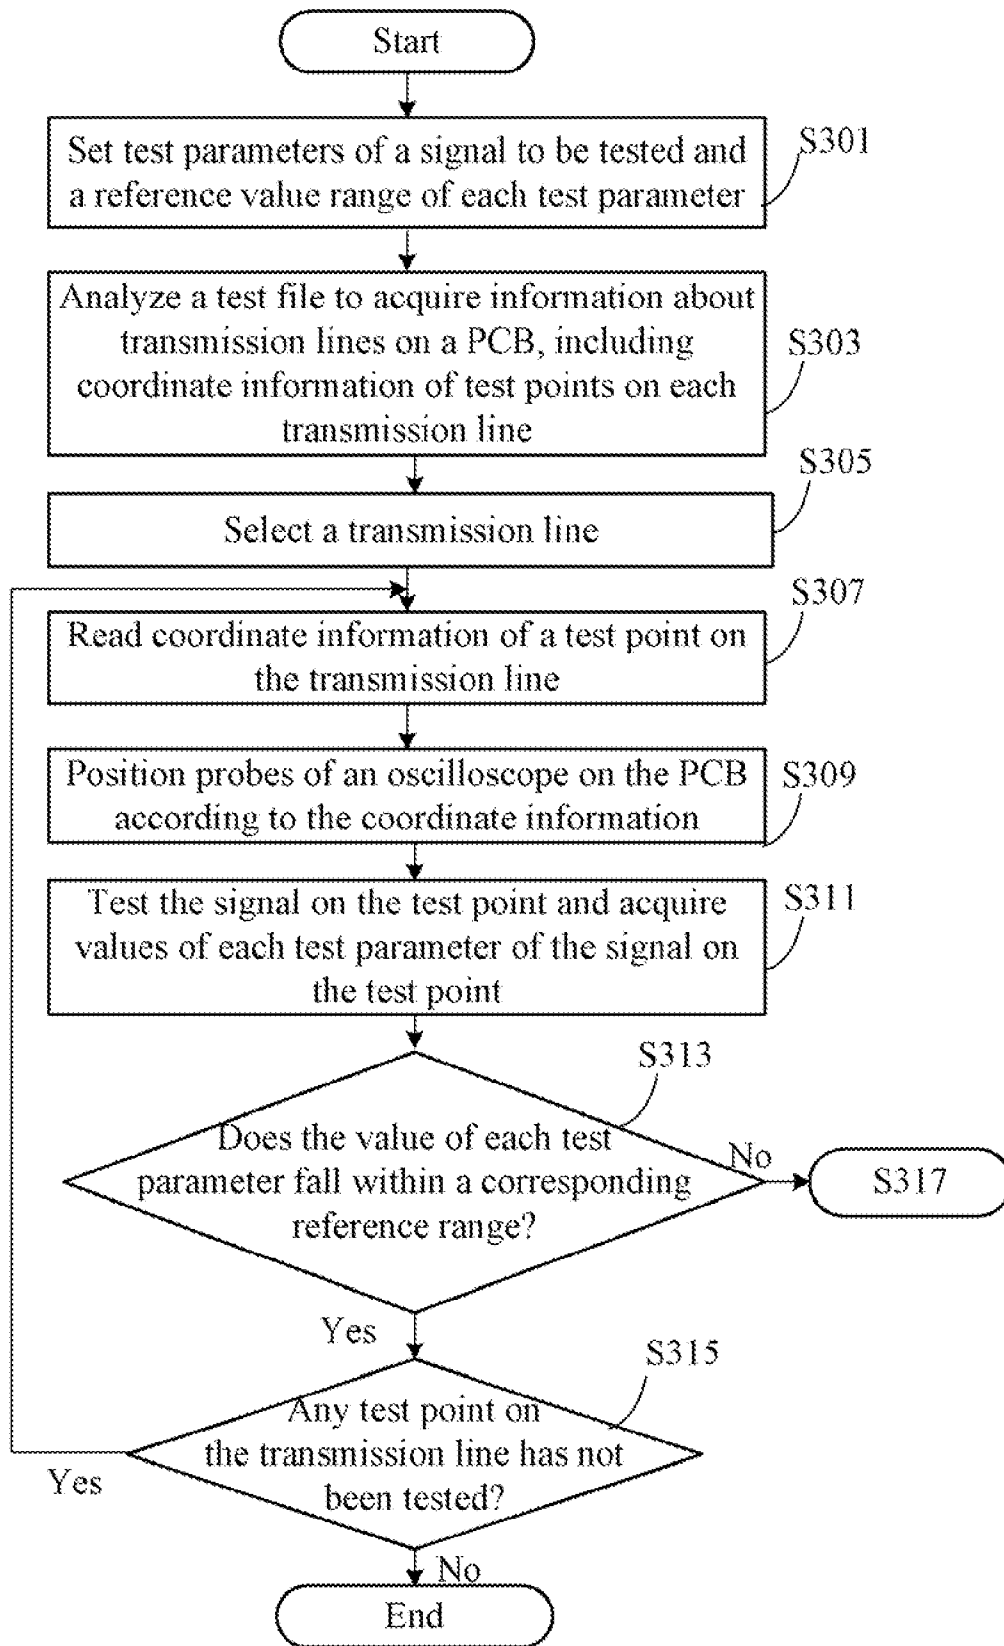 Start
Set test parameters of a signal to be tested and
a reference value range of each test parameter
S301
Analyze a test file to acquire information about
transmission lines on a PCB, including
coordinate information of test points on each
transmission line
S303
Select a transmission line
S305
Read coordinate information of a test point on
the transmission line
S307
Position probes of an oscilloscope on the PCB
according to the coordinate information
S309
Test the signal on the test point and acquire
values of each test parameter of the signal on
the test point
S311
Does the value of each test
parameter fall within a corresponding
reference range?
S313
No
S317
Yes
Any test point on
the transmission line has not
been tested?
S315
Yes
No
End